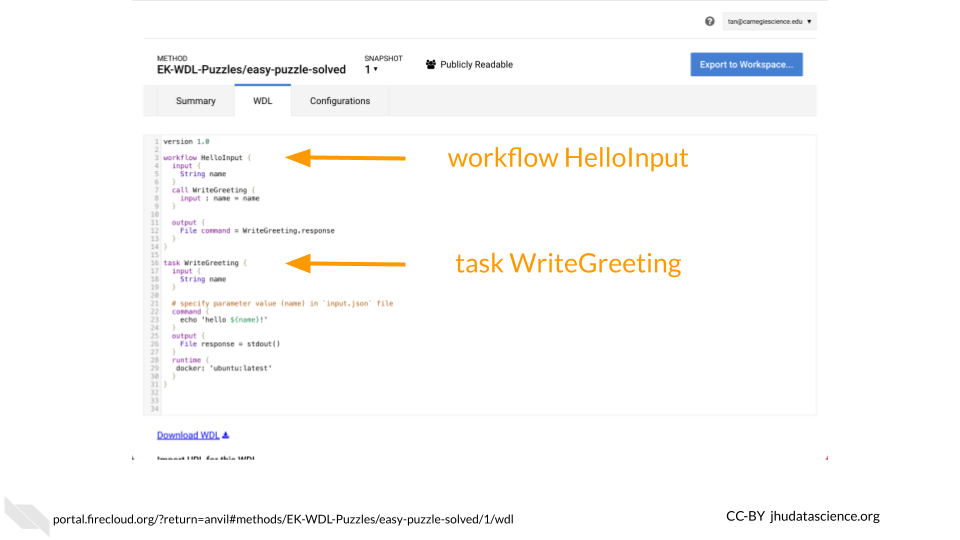 tan@carnegiescience.edu ▾
METHOD
EK-WDL-Puzzles/easy-puzzle-solved
SNAPSHOT
1 ▾
Publicly Readable
Export to Workspace...
Summary
WDL
Configurations
1 version 1.0
2
3 workflow HelloInput {
4   input {
5     String name
6   }
7   call WriteGreeting {
8     input : name = name
9   }
10
11   output {
12     File command = WriteGreeting.response
13   }
14 }
15
16 task WriteGreeting {
17   input {
18     String name
19   }
20
21   # specify parameter value (name) in `input.json` file
22   command {
23     echo 'hello ${name}!'
24   }
25   output {
26     File response = stdout()
27   }
28   runtime {
29    docker: 'ubuntu:latest'
30   }
31 }
32
33
34
workflow HelloInput
task WriteGreeting
Download WDL
Import URL for this WDL
portal.firecloud.org/?return=anvil#methods/EK-WDL-Puzzles/easy-puzzle-solved/1/wdl
CC-BY jhudatascience.org